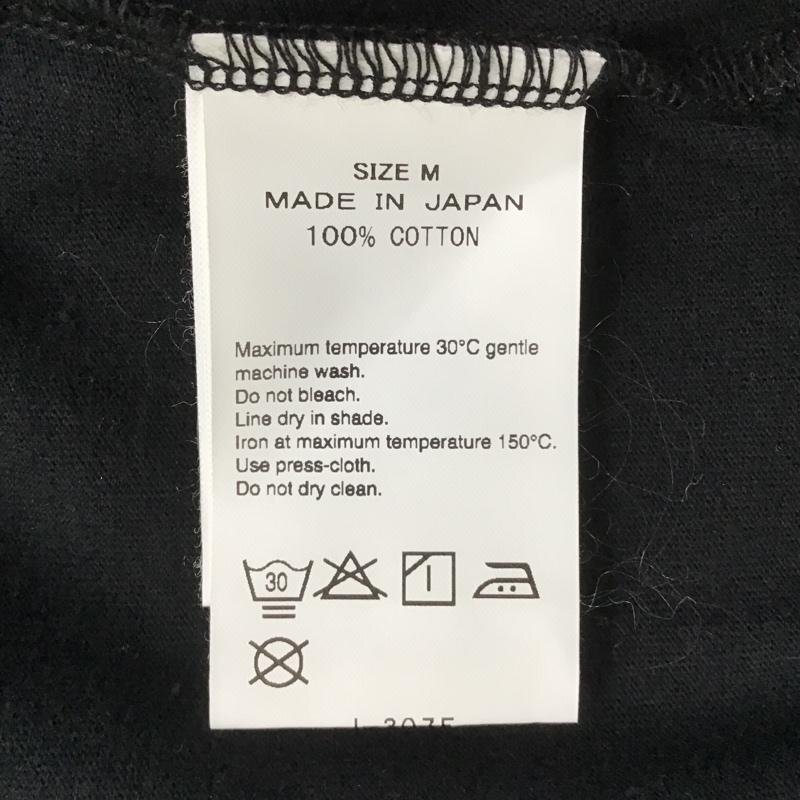 SIZE M
MADE IN JAPAN
100% COTTON
Maximum temperature 30°C gentle
machine wash.
Do not bleach.
Line dry in shade.
Iron at maximum temperature 150°C.
Use press-cloth.
Do not dry clean.
30